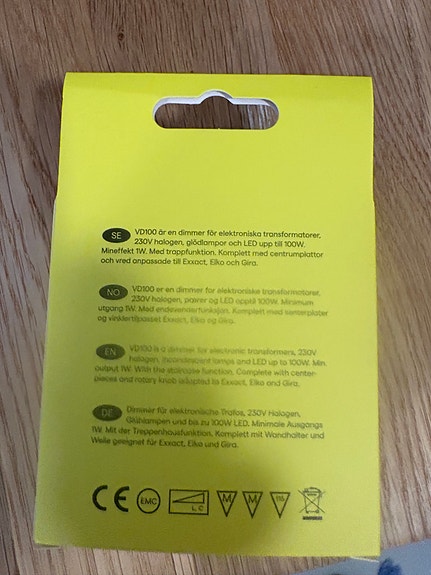 SE VD100 är en dimmer för elektroniska transformatorer,
230V halogen, glödlampor och LED upp till 100W.
Mineffekt 1W. Med trappfunktion. Komplett med centrumplattor
och vred anpassade till Exxact, Elko och Gira.
NO VD100 er en dimmer for elektroniske transformatorer,
230V halogen, pærer og LED opptil 100W. Minimum
utgang 1W. Med endevenderfunksjon. Komplett med senterplater
og vinkler tilpasset Exxact, Elko og Gira.
EN VD100 is a dimmer for electronic transformers, 230V
halogen, incandescent lamps and LED up to 100W. Min.
output 1W. With the staircase function. Complete with center-
pieces and rotary knob adapted to Exxact, Elko and Gira.
DE Dimmer für elektronische Trafos, 230V Halogen,
Glühlampen und bis zu 100W LED. Minimale Ausgangs
1W. Mit der Treppenhausfunktion. Komplett mit Wandhalter und
Welle geeignet für Exxact, Elko und Gira.
CE EMC L C M M 115